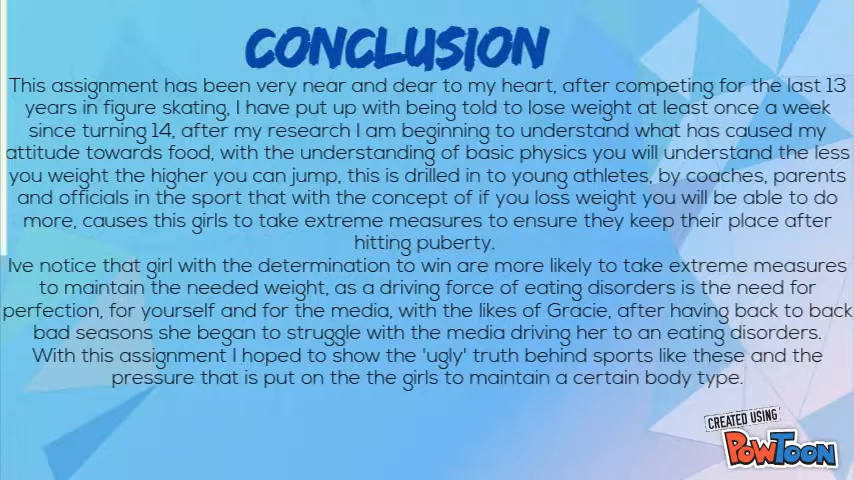 CONCLUSION
This assignment has been very near and dear to my heart, after competing for the last 13
years in figure skating, I have put up with being told to lose weight at least once a week
since turning 14, after my research I am beginning to understand what has caused my
attitude towards food, with the understanding of basic physics you will understand the less
you weight the higher you can jump, this is drilled in to young athletes, by coaches, parents
and officials in the sport that with the concept of if you loss weight you will be able to do
more, causes this girls to take extreme measures to ensure they keep their place after
hitting puberty.
Ive notice that girl with the determination to win are more likely to take extreme measures
to maintain the needed weight, as a driving force of eating disorders is the need for
perfection, for yourself and for the media, with the likes of Gracie, after having back to back
bad seasons she began to struggle with the media driving her to an eating disorders.
With this assignment I hoped to show the 'ugly' truth behind sports like these and the
pressure that is put on the the girls to maintain a certain body type.
CREATED USING
POWTOON